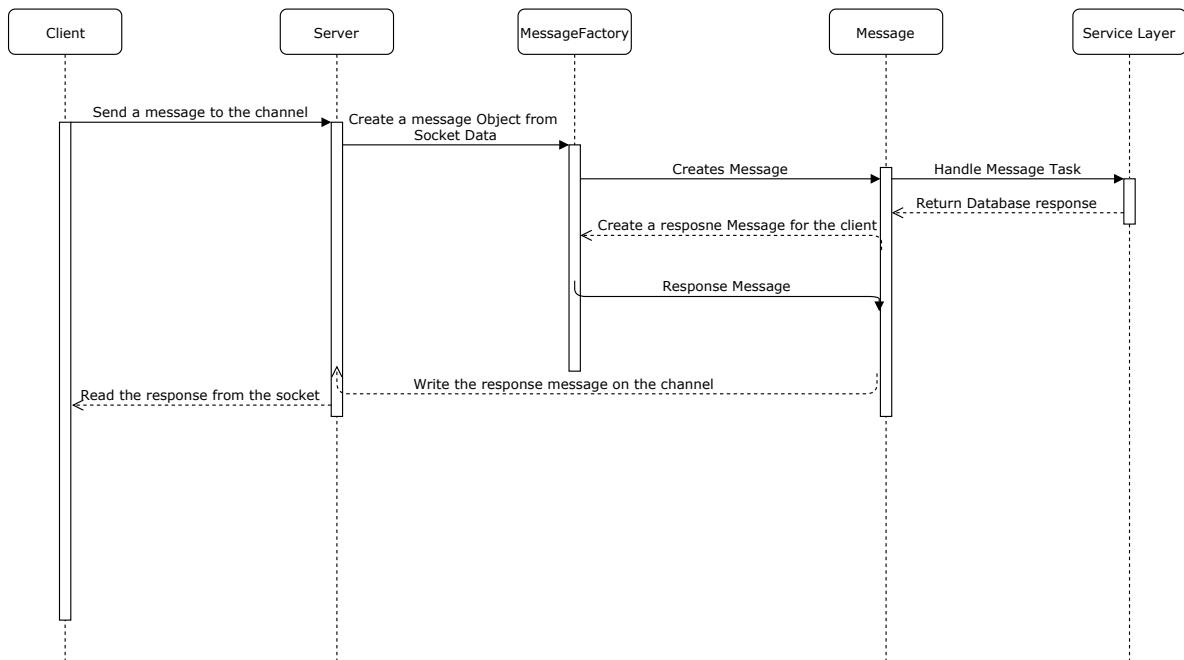 Client
Server
MessageFactory
Message
Service Layer
Send a message to the channel
Create a message Object from
Socket Data
Creates Message
Handle Message Task
Return Database response
Create a resposne Message for the client
Response Message
Write the response message on the channel
Read the response from the socket